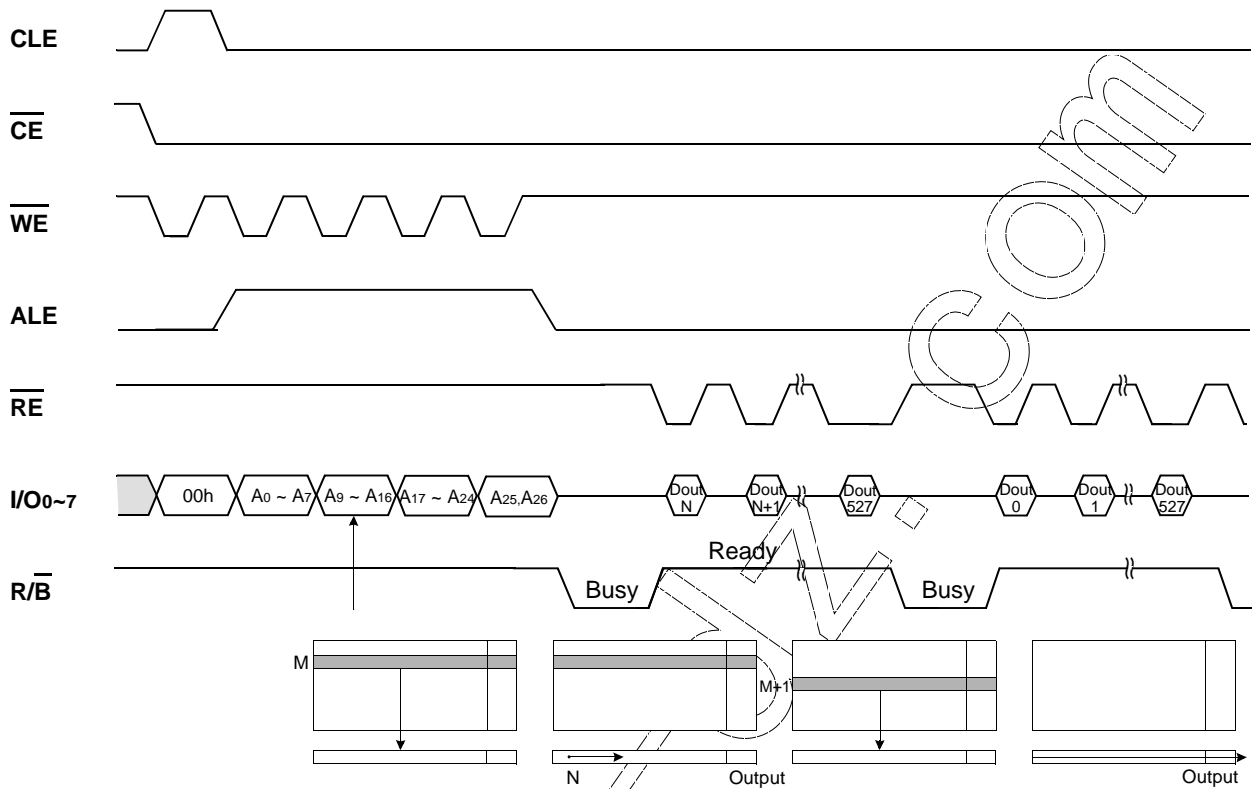 CLE
CE
WE
ALE
RE
I/O0~7
00h
A0 ~ A7
A9 ~ A16
A17 ~ A24
A25,A26
Dout
N
Dout
N+1
Dout
527
Dout
0
Dout
1
Dout
527
R/B
Busy
Ready
Busy
M
M+1
N
Output
Output
.com